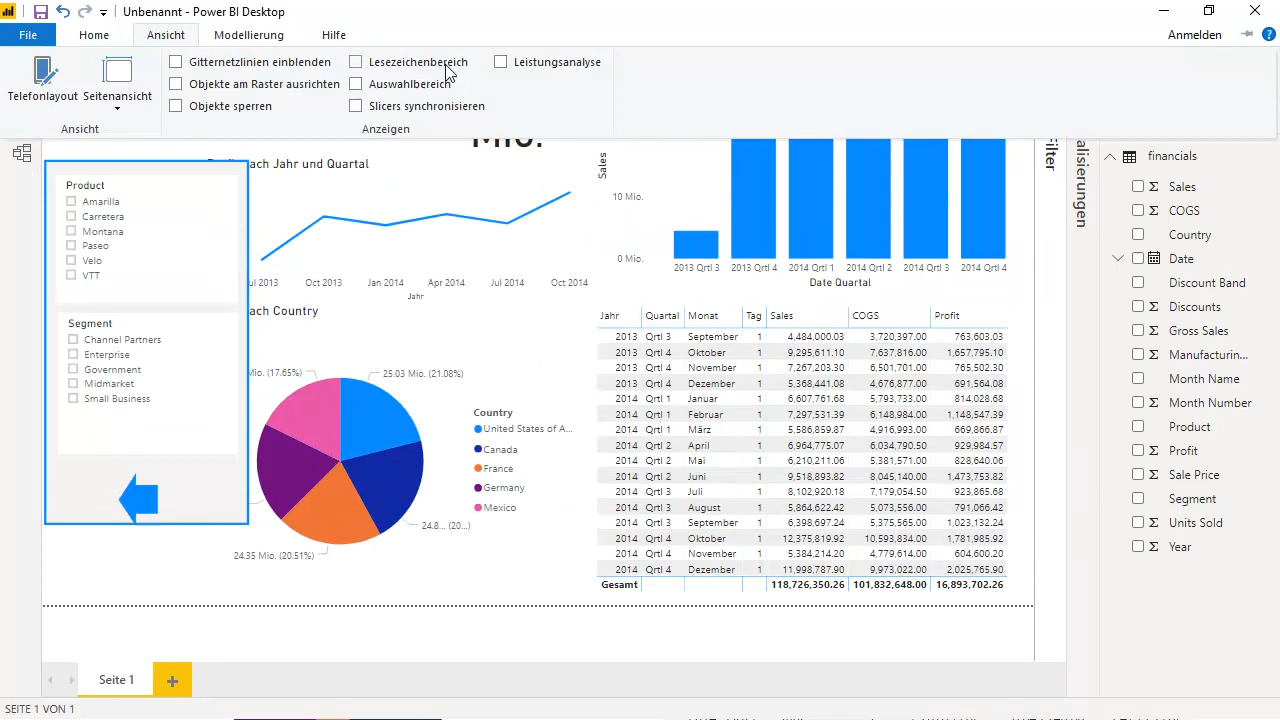 Unbenannt - Power BI Desktop
File Home Ansicht Modellierung Hilfe Anmelden
Gitternetzlinien einblenden Lesezeichenbereich Leistungsanalyse
Objekte am Raster ausrichten Auswahlbereich
Telefonlayout Seitenansicht
Objekte sperren Slicers synchronisieren
Ansicht Anzeigen
Mio.
ach Jahr und Quartal
Product
Amarilla
Carretera
Montana
Paseo
Velo
VTT
Segment
Channel Partners
Enterprise
Government
Midmarket
Small Business
2013 Oct 2013 Jan 2014 Apr 2014 Jul 2014 Oct 2014
Jahr
Sales
10 Mio.
0 Mio.
2013 Qrtl 3 2013 Qrtl 4 2014 Qrtl 1 2014 Qrtl 2 2014 Qrtl 3 2014 Qrtl 4
Date Quartal
ach Country
Mio. (17.65%)
25.03 Mio. (21.08%)
24.8... (20...)
24.35 Mio. (20.51%)
Country
United States of A...
Canada
France
Germany
Mexico
Jahr Quartal Monat Tag Sales COGS Profit
2013 Qrtl 3 September 1 4,484,000.03 3,720,397.00 763,603.03
2013 Qrtl 4 Oktober 1 9,295,611.10 7,637,816.00 1,657,795.10
2013 Qrtl 4 November 1 7,267,203.30 6,501,701.00 765,502.30
2013 Qrtl 4 Dezember 1 5,368,441.08 4,676,877.00 691,564.08
2014 Qrtl 1 Januar 1 6,607,761.68 5,793,733.00 814,028.68
2014 Qrtl 1 Februar 1 7,297,531.39 6,148,984.00 1,148,547.39
2014 Qrtl 1 März 1 5,586,859.87 4,916,993.00 669,866.87
2014 Qrtl 2 April 1 6,964,775.07 6,034,790.50 929,984.57
2014 Qrtl 2 Mai 1 6,210,211.06 5,381,571.00 828,640.06
2014 Qrtl 2 Juni 1 9,518,893.82 8,045,140.00 1,473,753.82
2014 Qrtl 3 Juli 1 8,102,920.18 7,179,054.50 923,865.68
2014 Qrtl 3 August 1 5,864,622.42 5,073,556.00 791,066.42
2014 Qrtl 3 September 1 6,398,697.24 5,375,565.00 1,023,132.24
2014 Qrtl 4 Oktober 1 12,375,819.92 10,593,834.00 1,781,985.92
2014 Qrtl 4 November 1 5,384,214.20 4,779,614.00 604,600.20
2014 Qrtl 4 Dezember 1 11,998,787.90 9,973,022.00 2,025,765.90
Gesamt 118,726,350.26 101,832,648.00 16,893,702.26
Filter
alisierungen
financials
Sales
COGS
Country
Date
Discount Band
Discounts
Gross Sales
Manufacturin...
Month Name
Month Number
Product
Profit
Sale Price
Segment
Units Sold
Year
Seite 1
SEITE 1 VON 1